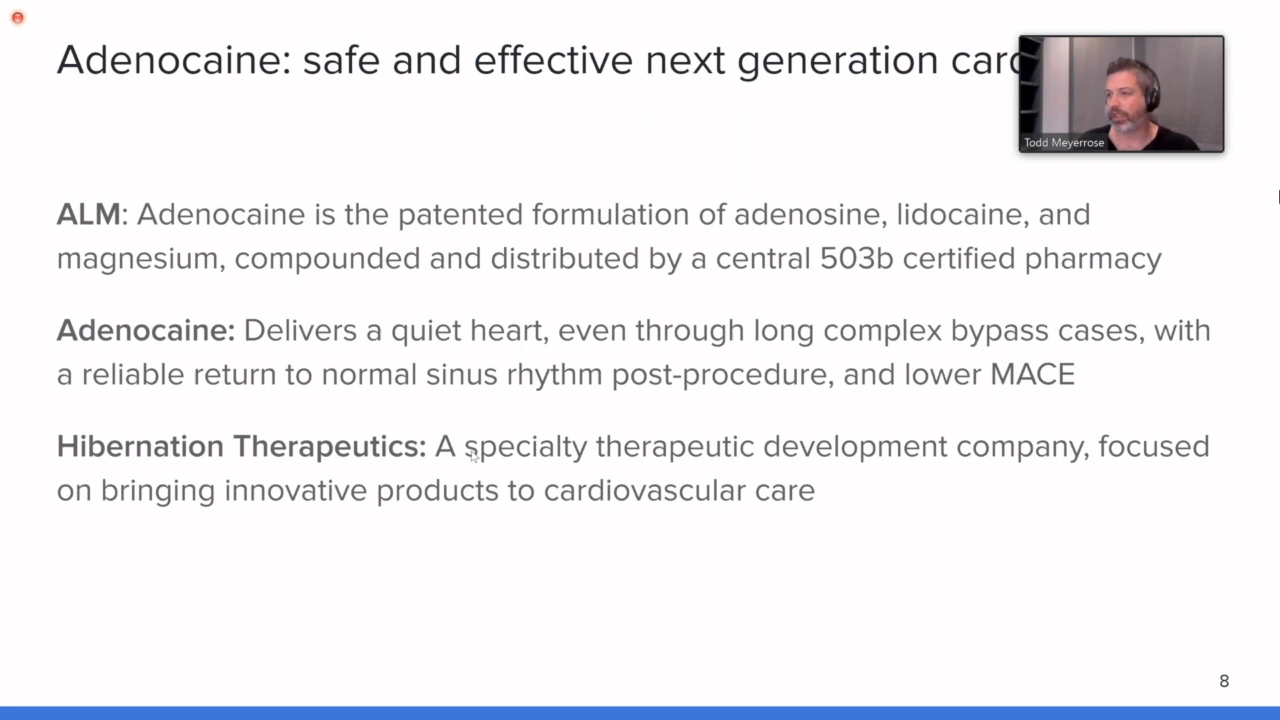 Adenocaine: safe and effective next generation
Todd Meyerrose
ALM: Adenocaine is the patented formulation of adenosine, lidocaine, and
magnesium, compounded and distributed by a central 503b certified pharmacy
Adenocaine: Delivers a quiet heart, even through long complex bypass cases, with
a reliable return to normal sinus rhythm post-procedure, and lower MACE
Hibernation Therapeutics: A specialty therapeutic development company, focused
on bringing innovative products to cardiovascular care
8